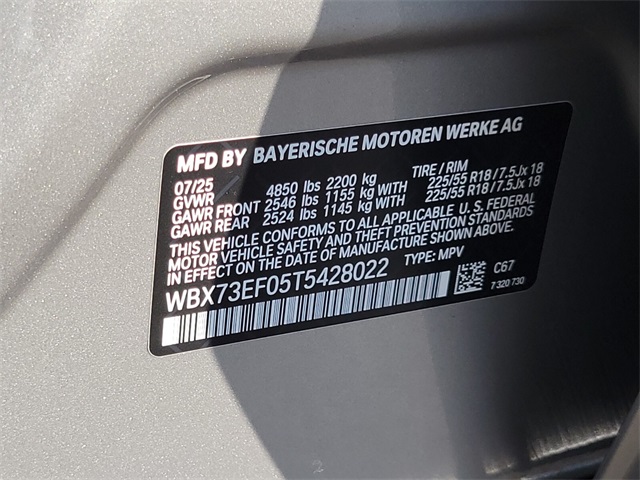 MFD BY BAYERISCHE MOTOREN WERKE AG
07/25 TIRE / RIM
GVWR 4850 lbs 2200 kg
GAWR FRONT 2546 lbs 1155 kg WITH 225/55 R18 / 7.5Jx 18
GAWR REAR 2524 lbs 1145 kg WITH 225/55 R18 / 7.5Jx 18
THIS VEHICLE CONFORMS TO ALL APPLICABLE U. S. FEDERAL
MOTOR VEHICLE SAFETY AND THEFT PREVENTION STANDARDS
IN EFFECT ON THE DATE OF MANUFACTURE SHOWN ABOVE.
WBX73EF05T5428022 TYPE: MPV
C67
7 320 730